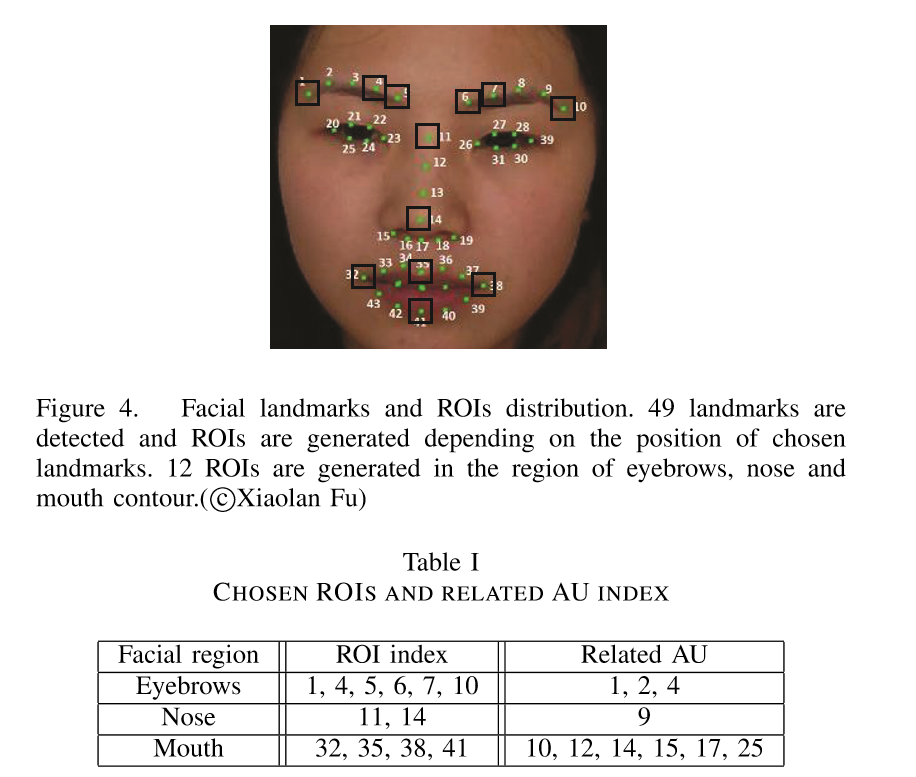 1 2 3 4 5 6 7 8 9 10
20 21 22 23 11 26 27 28 39
25 24 31 30
12
13
14
15 16 17 18 19
32 33 34 35 36 37 38
43 42 41 40 39
Figure 4. Facial landmarks and ROIs distribution. 49 landmarks are
detected and ROIs are generated depending on the position of chosen
landmarks. 12 ROIs are generated in the region of eyebrows, nose and
mouth contour.(©Xiaolan Fu)
Table I
CHOSEN ROIS AND RELATED AU INDEX
Facial region ROI index Related AU
Eyebrows 1, 4, 5, 6, 7, 10 1, 2, 4
Nose 11, 14 9
Mouth 32, 35, 38, 41 10, 12, 14, 15, 17, 25